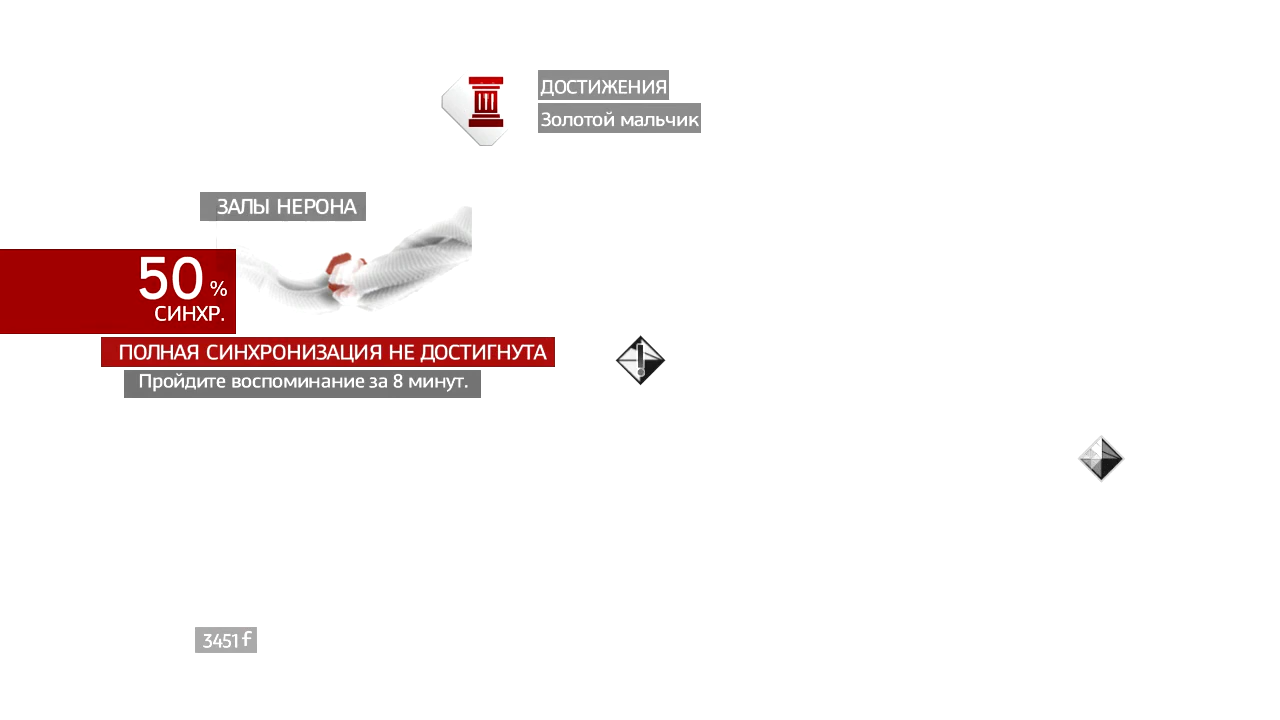 ДОСТИЖЕНИЯ
Золотой мальчик
ЗАЛЫ НЕРОНА
50 %
СИНХР.
ПОЛНАЯ СИНХРОНИЗАЦИЯ НЕ ДОСТИГНУТА
Пройдите воспоминание за 8 минут.
3451 f